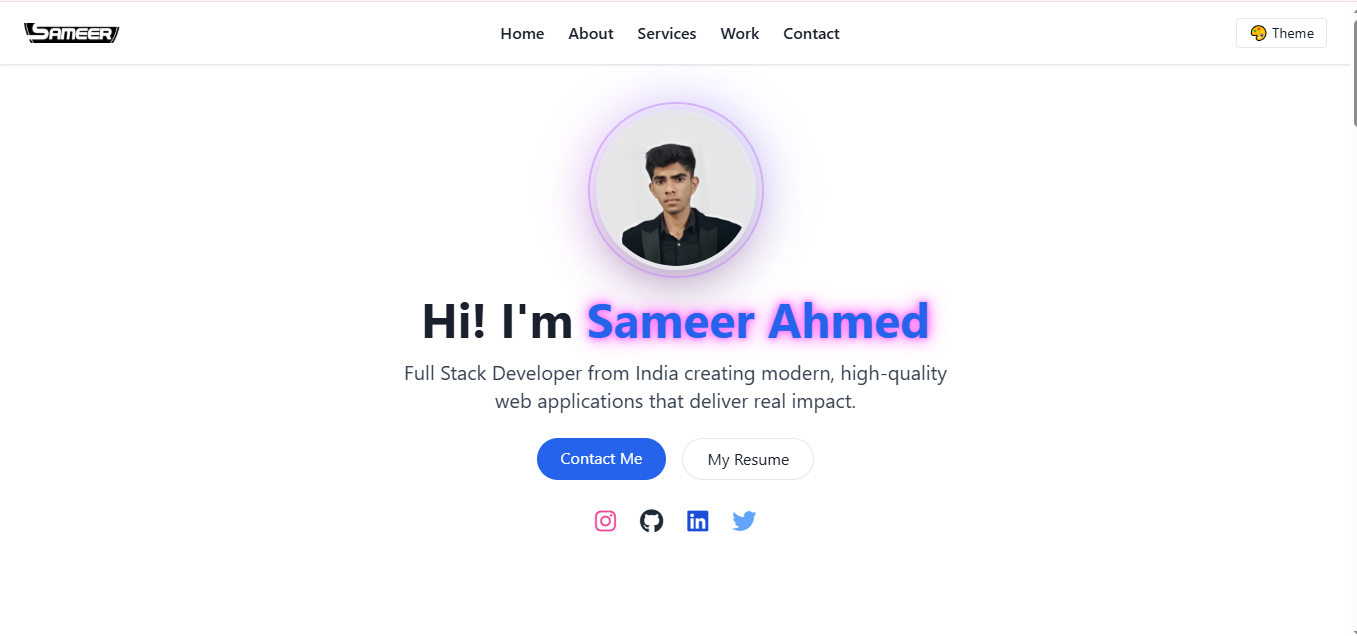 SAMEER
Home About Services Work Contact
Theme
Hi! I'm Sameer Ahmed
Full Stack Developer from India creating modern, high-quality
web applications that deliver real impact.
Contact Me My Resume
in